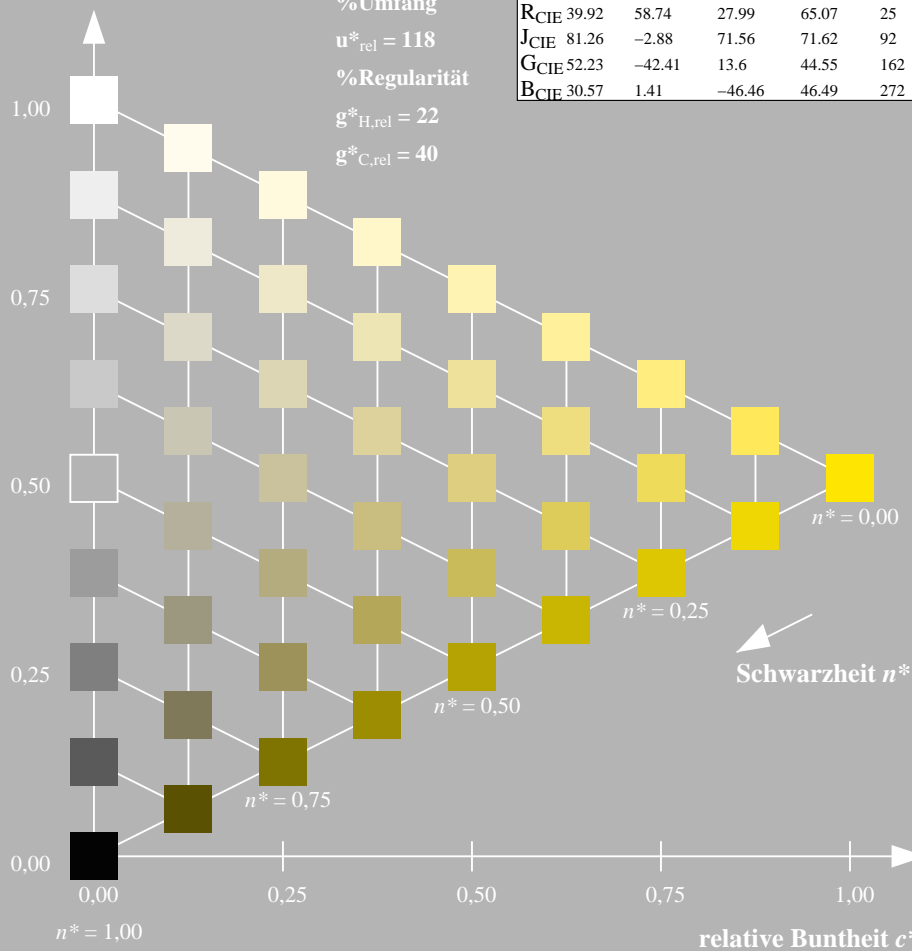 %Umfang
u*rel = 118
%Regularität
g*H,rel = 22
g*C,rel = 40
RCIE 39.92 58.74 27.99 65.07 25
JCIE 81.26 −2.88 71.56 71.62 92
GCIE 52.23 −42.41 13.6 44.55 162
BCIE 30.57 1.41 −46.46 46.49 272
1,00
0,75
0,50
0,25
0,00
n* = 0,00
n* = 0,25
Schwarzheit n*
n* = 0,50
n* = 0,75
0,00 0,25 0,50 0,75 1,00
n* = 1,00
relative Buntheit c*